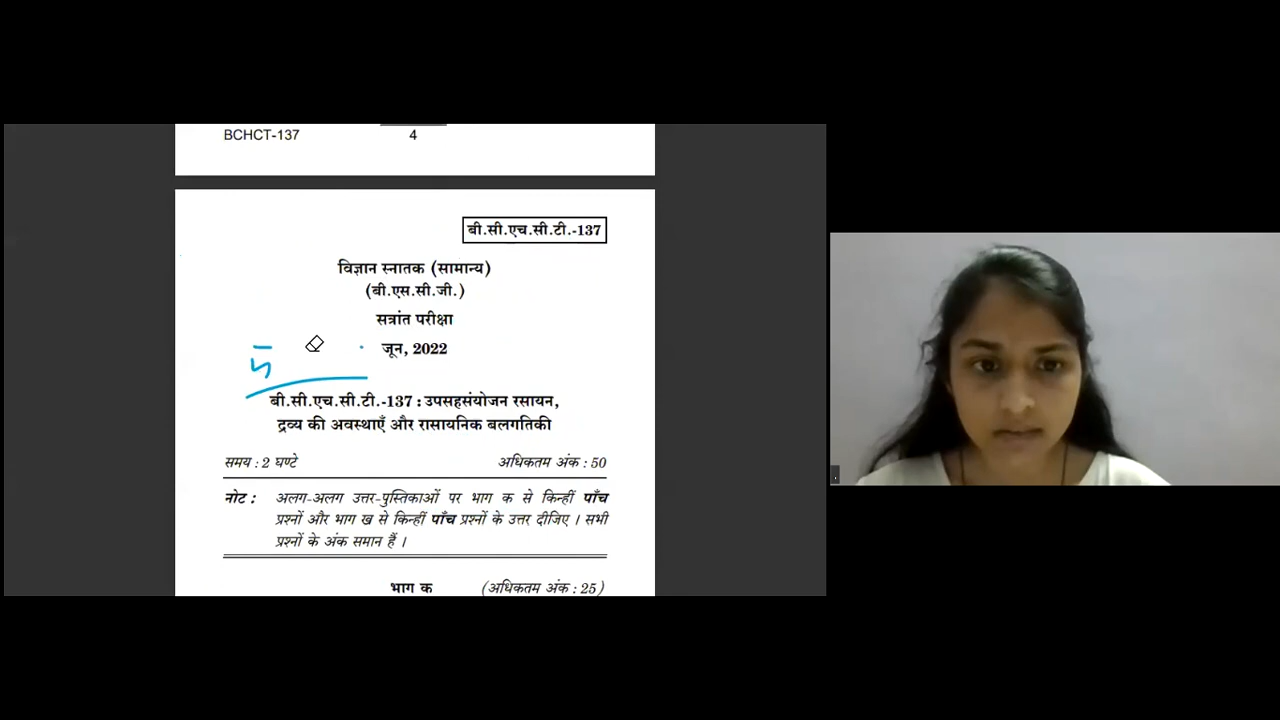 BCHCT-137
4
बी.सी.एच.सी.टी.-137
विज्ञान स्नातक (सामान्य)
(बी.एस.सी.जी.)
सत्रांत परीक्षा
5
जून, 2022
बी.सी.एच.सी.टी.-137 : उपसहसंयोजन रसायन,
द्रव्य की अवस्थाएँ और रासायनिक बलगतिकी
समय : 2 घण्टे अधिकतम अंक : 50
नोट : अलग-अलग उत्तर-पुस्तिकाओं पर भाग क से किन्हीं पाँच
प्रश्नों और भाग ख से किन्हीं पाँच प्रश्नों के उत्तर दीजिए । सभी
प्रश्नों के अंक समान हैं ।
भाग क (अधिकतम अंक : 25)